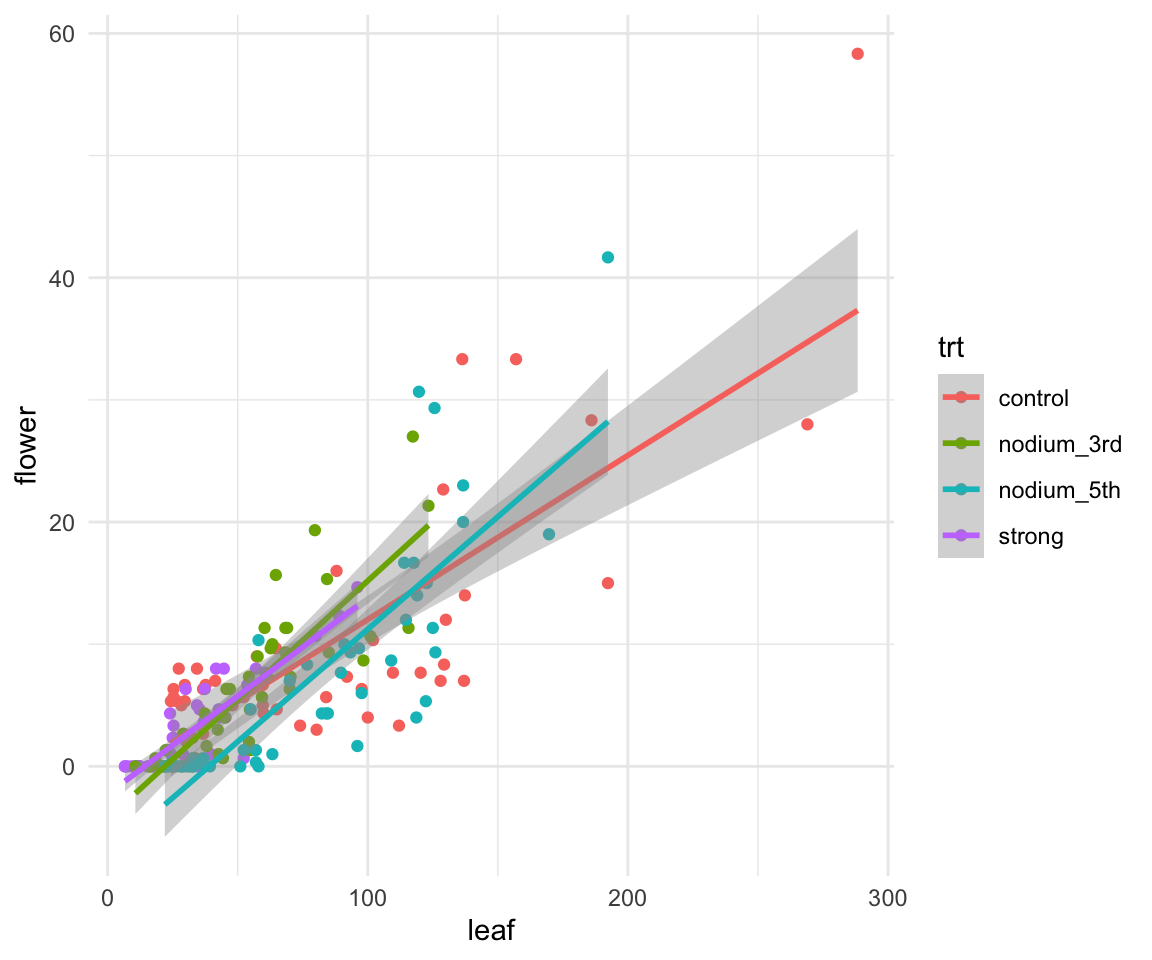 60
40
20
0
flower
0 100 200 300
leaf
trt
control
nodium_3rd
nodium_5th
strong